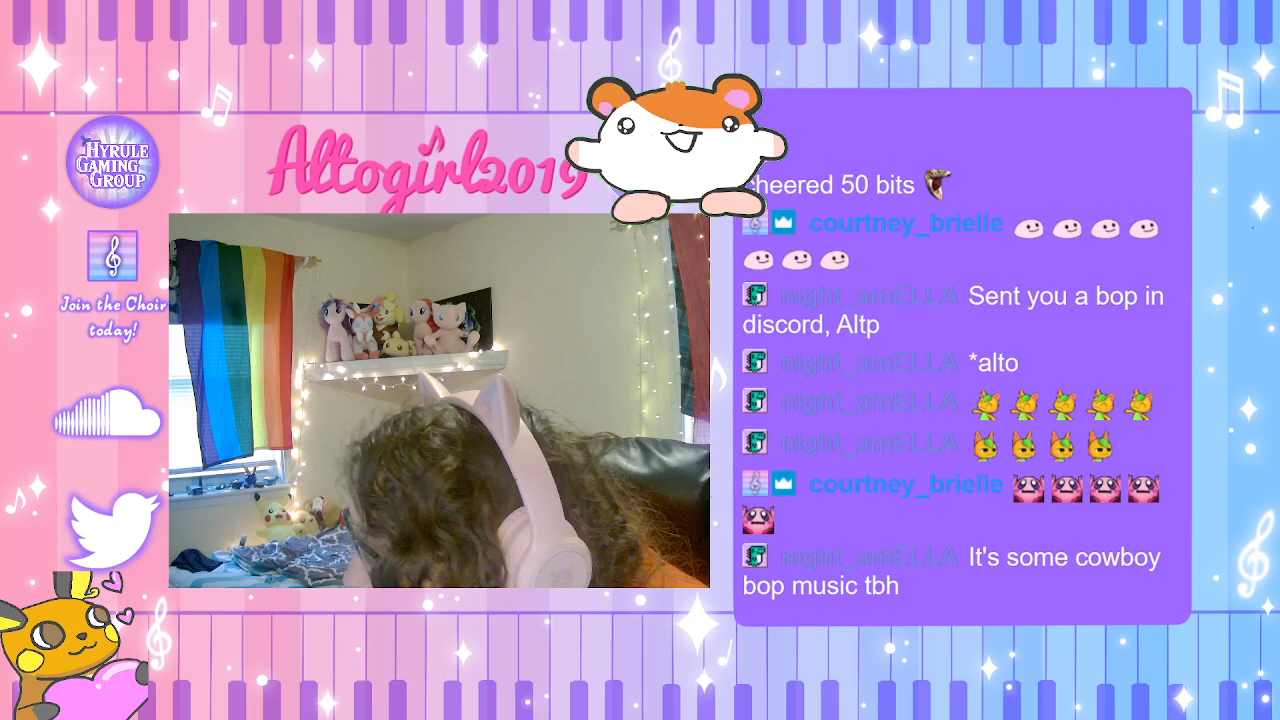 HYRULE
GAMING
GROUP
Altogirl2019
Join the Choir
today!
cheered 50 bits
courtney_brielle
night_amELLA Sent you a bop in
discord, Altp
night_amELLA *alto
night_amELLA
night_amELLA
courtney_brielle
night_amELLA It's some cowboy
bop music tbh